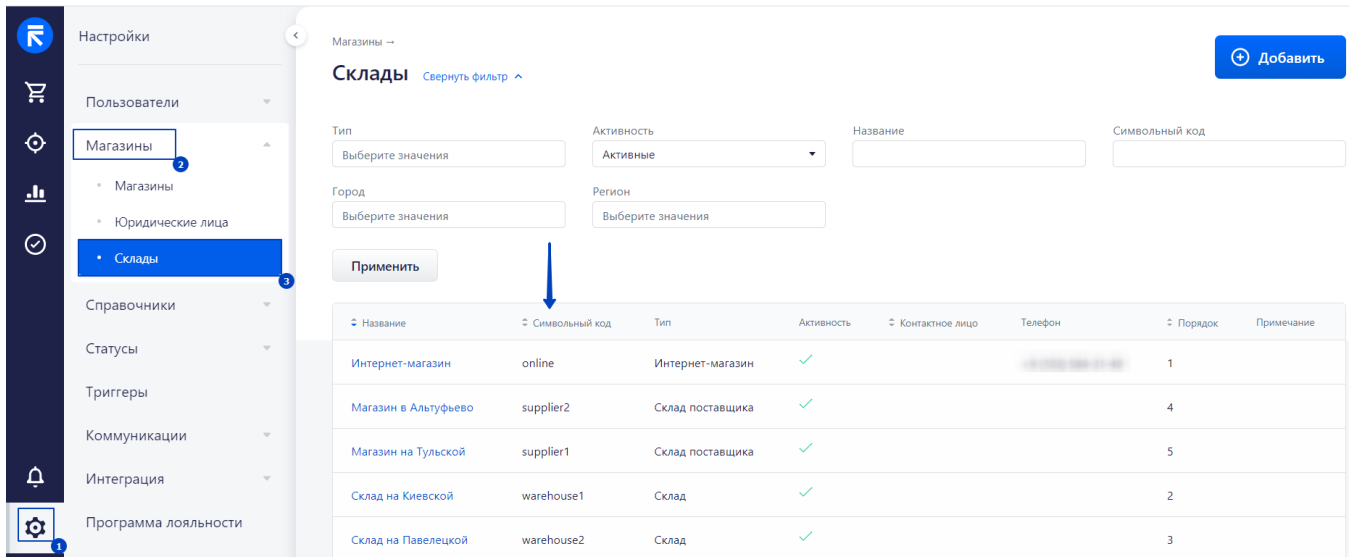 Настройки
Пользователи
Магазины
2
Магазины
Юридические лица
Склады
3
Справочники
Статусы
Триггеры
Коммуникации
Интеграция
Программа лояльности
1
Магазины →
Склады Свернуть фильтр
Добавить
Тип Активность Название Символьный код
Выберите значения Активные
Город Регион
Выберите значения Выберите значения
Применить
Название Символьный код Тип Активность Контактное лицо Телефон Порядок Примечание
Интернет-магазин online Интернет-магазин 1
Магазин в Альтуфьево supplier2 Склад поставщика 4
Магазин на Тульской supplier1 Склад поставщика 5
Склад на Киевской warehouse1 Склад 2
Склад на Павелецкой warehouse2 Склад 3